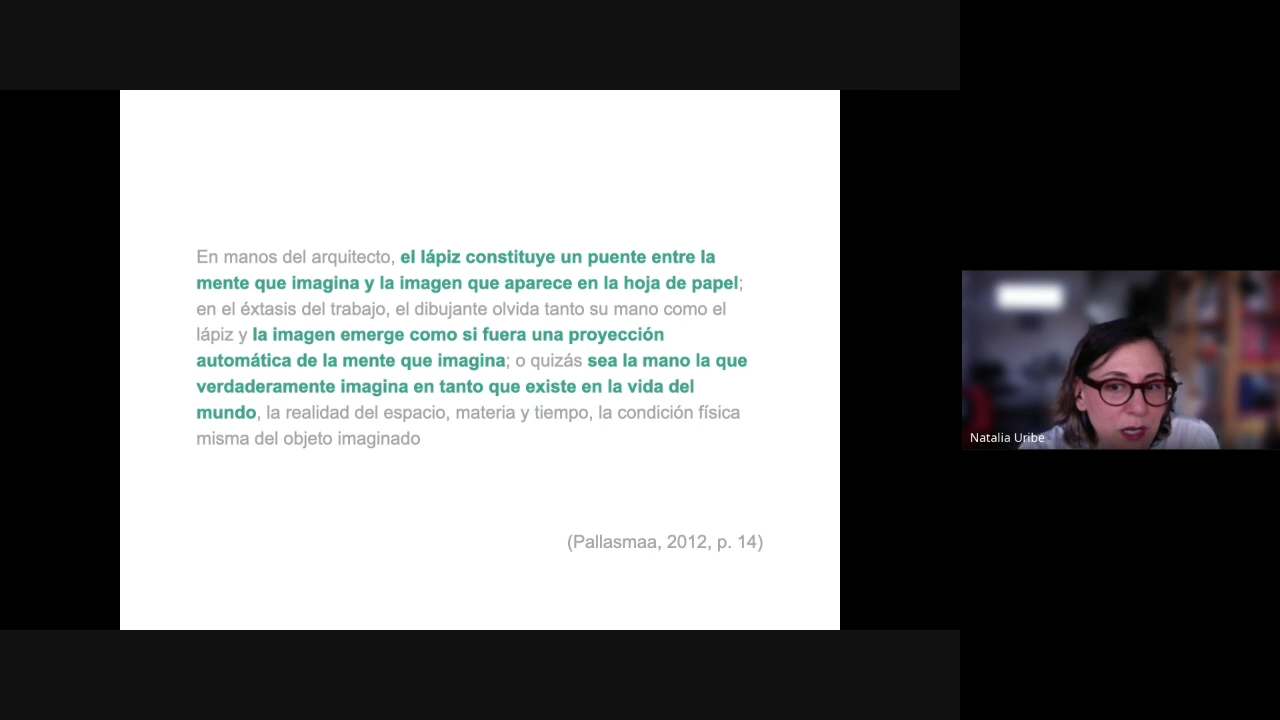 En manos del arquitecto, el lápiz constituye un puente entre la
mente que imagina y la imagen que aparece en la hoja de papel;
en el éxtasis del trabajo, el dibujante olvida tanto su mano como el
lápiz y la imagen emerge como si fuera una proyección
automática de la mente que imagina; o quizás sea la mano la que
verdaderamente imagina en tanto que existe en la vida del
mundo, la realidad del espacio, materia y tiempo, la condición física
misma del objeto imaginado
(Pallasmaa, 2012, p. 14)
Natalia Uribe